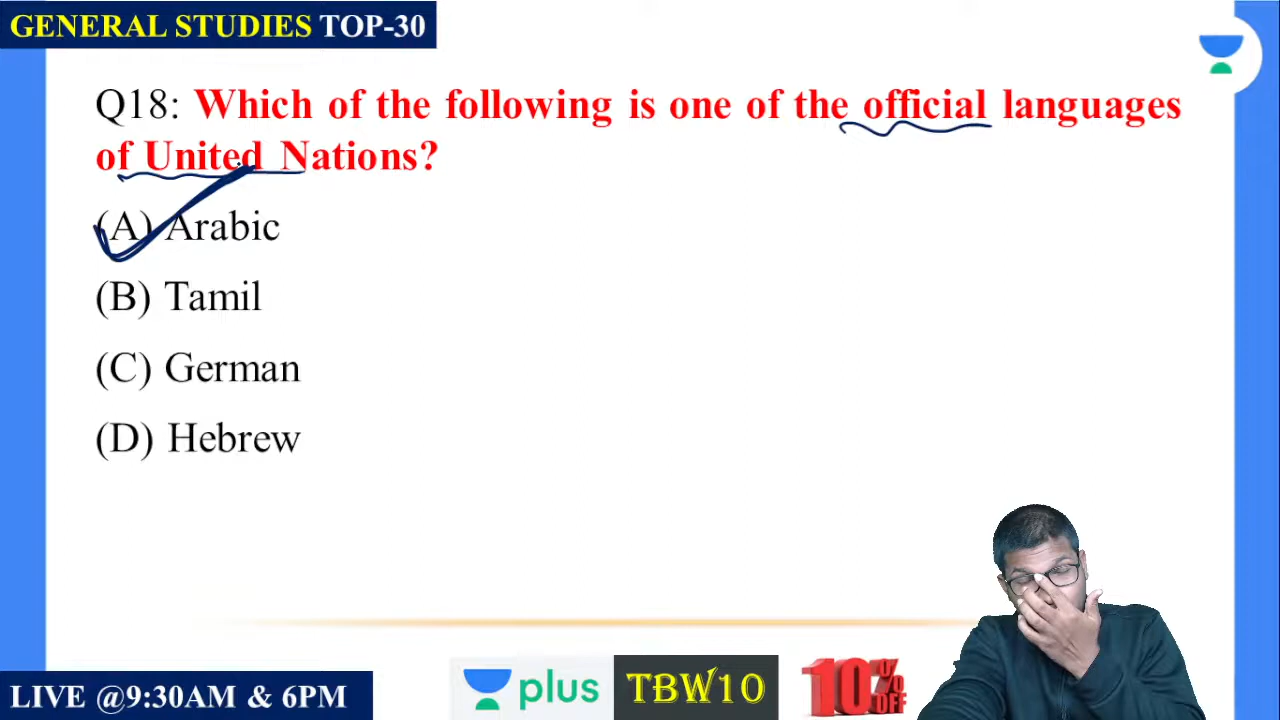 GENERAL STUDIES TOP-30
Q18: Which of the following is one of the official languages
of United Nations?
(A) Arabic
(B) Tamil
(C) German
(D) Hebrew
LIVE @9:30AM & 6PM
plus
TBW10
10% OFF